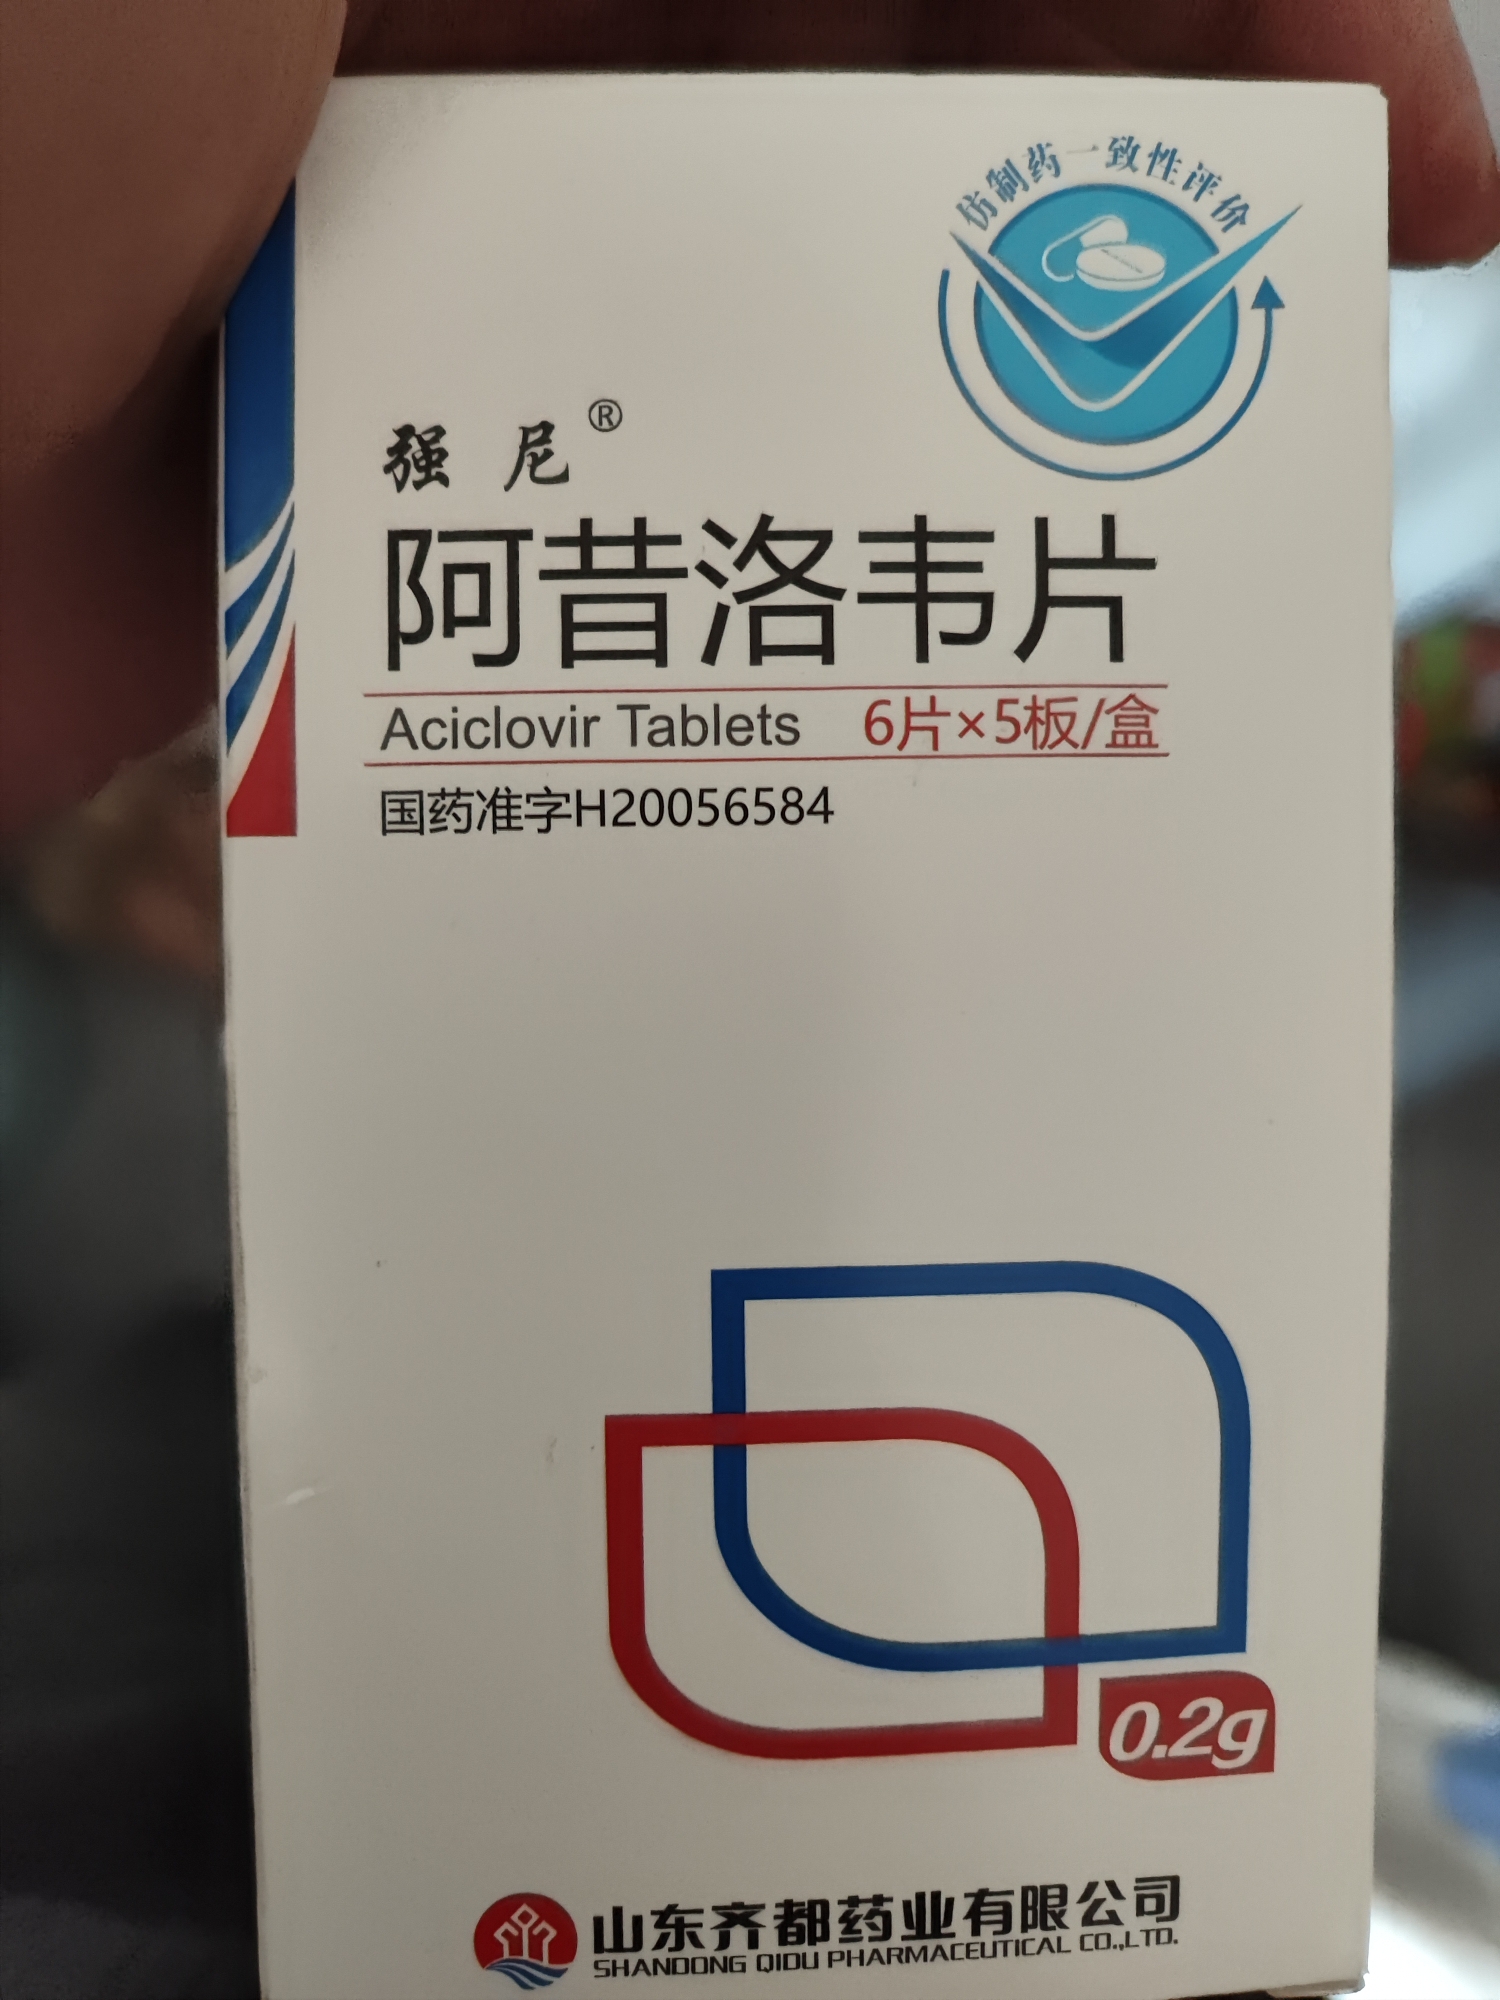 仿制药一致性评价
强尼®
阿昔洛韦片
Aciclovir Tablets 6片×5板/盒
国药准字H20056584
0.2g
山东齐都药业有限公司
SHANDONG QIDU PHARMACEUTICAL CO.,LTD.